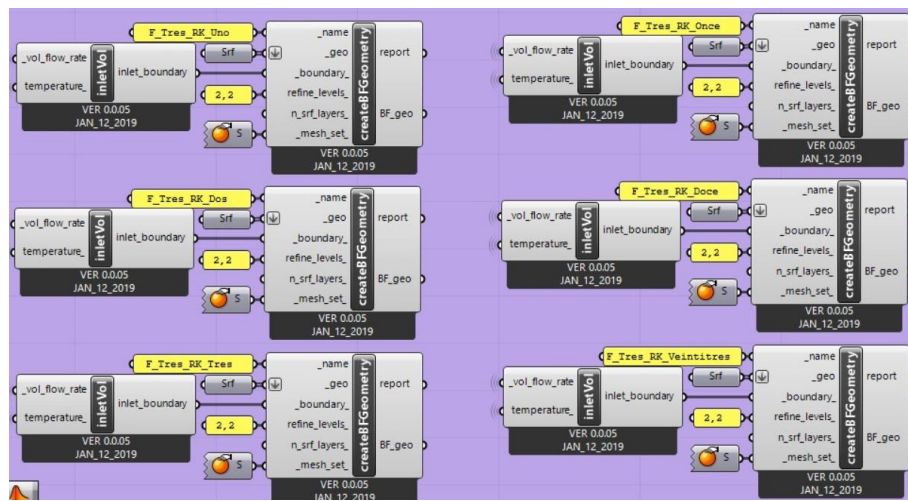 F_Tres_RK_Uno
_vol_flow_rate
temperature_
inletVol
inlet_boundary
VER 0.0.05
JAN_12_2019
Srf
2,2
S
_name
_geo
_boundary_
refine_levels_
n_srf_layers_
_mesh_set_
createBFGeometry
report
BF_geo
VER 0.0.05
JAN_12_2019
F_Tres_RK_Once
_vol_flow_rate
temperature_
inletVol
inlet_boundary
VER 0.0.05
JAN_12_2019
Srf
2,2
S
_name
_geo
_boundary_
refine_levels_
n_srf_layers_
_mesh_set_
createBFGeometry
report
BF_geo
VER 0.0.05
JAN_12_2019
F_Tres_RK_Dos
_vol_flow_rate
temperature_
inletVol
inlet_boundary
VER 0.0.05
JAN_12_2019
Srf
2,2
S
_name
_geo
_boundary_
refine_levels_
n_srf_layers_
_mesh_set_
createBFGeometry
report
BF_geo
VER 0.0.05
JAN_12_2019
F_Tres_RK_Doce
_vol_flow_rate
temperature_
inletVol
inlet_boundary
VER 0.0.05
JAN_12_2019
Srf
2,2
S
_name
_geo
_boundary_
refine_levels_
n_srf_layers_
_mesh_set_
createBFGeometry
report
BF_geo
VER 0.0.05
JAN_12_2019
F_Tres_RK_Tres
_vol_flow_rate
temperature_
inletVol
inlet_boundary
VER 0.0.05
JAN_12_2019
Srf
2,2
S
_name
_geo
_boundary_
refine_levels_
n_srf_layers_
_mesh_set_
createBFGeometry
report
BF_geo
VER 0.0.05
JAN_12_2019
F_Tres_RK_Veintitres
_vol_flow_rate
temperature_
inletVol
inlet_boundary
VER 0.0.05
JAN_12_2019
Srf
2,2
S
_name
_geo
_boundary_
refine_levels_
n_srf_layers_
_mesh_set_
createBFGeometry
report
BF_geo
VER 0.0.05
JAN_12_2019